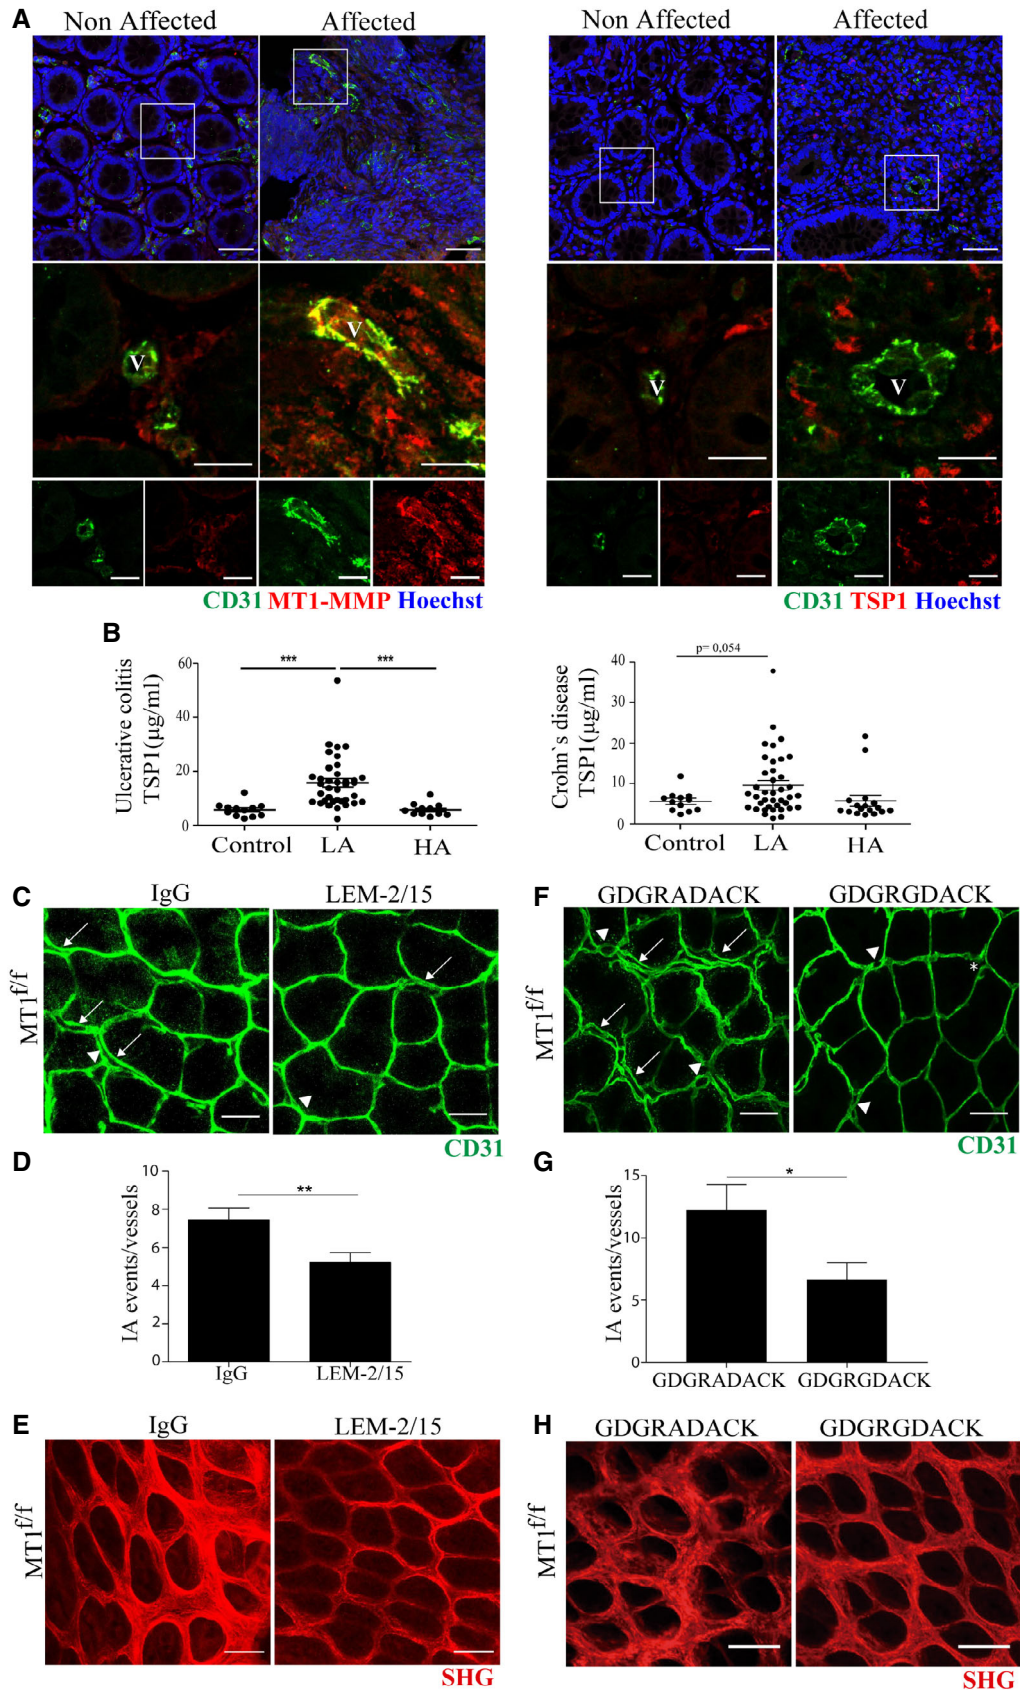 A
Non Affected
Affected
Non Affected
Affected
V
V
V
V
CD31 MT1-MMP Hoechst
CD31 TSP1 Hoechst
B
Ulcerative colitis
TSP1(µg/ml)
60
40
20
0
***
***
Control
LA
HA
Crohn`s disease
TSP1(µg/ml)
40
30
20
10
0
p= 0,054
Control
LA
HA
C
IgG
LEM-2/15
MT1f/f
CD31
F
GDGRADACK
GDGRGDACK
MT1f/f
*
CD31
D
IA events/vessels
10
8
6
4
2
0
**
IgG
LEM-2/15
G
IA events/vessels
15
10
5
0
*
GDGRADACK
GDGRGDACK
E
IgG
LEM-2/15
MT1f/f
SHG
H
GDGRADACK
GDGRGDACK
MT1f/f
SHG